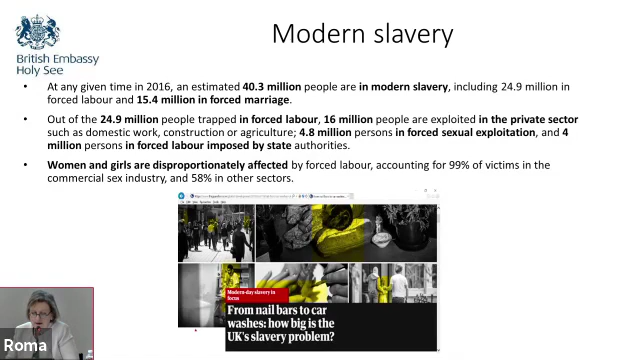 Modern slavery
British Embassy
Holy See
• At any given time in 2016, an estimated 40.3 million people are in modern slavery, including 24.9 million in
forced labour and 15.4 million in forced marriage.
• Out of the 24.9 million people trapped in forced labour, 16 million people are exploited in the private sector
such as domestic work, construction or agriculture; 4.8 million persons in forced sexual exploitation, and 4
million persons in forced labour imposed by state authorities.
• Women and girls are disproportionately affected by forced labour, accounting for 99% of victims in the
commercial sex industry, and 58% in other sectors.
Modern-day slavery in
focus
From nail bars to car
washes: how big is the
UK's slavery problem?
Roma